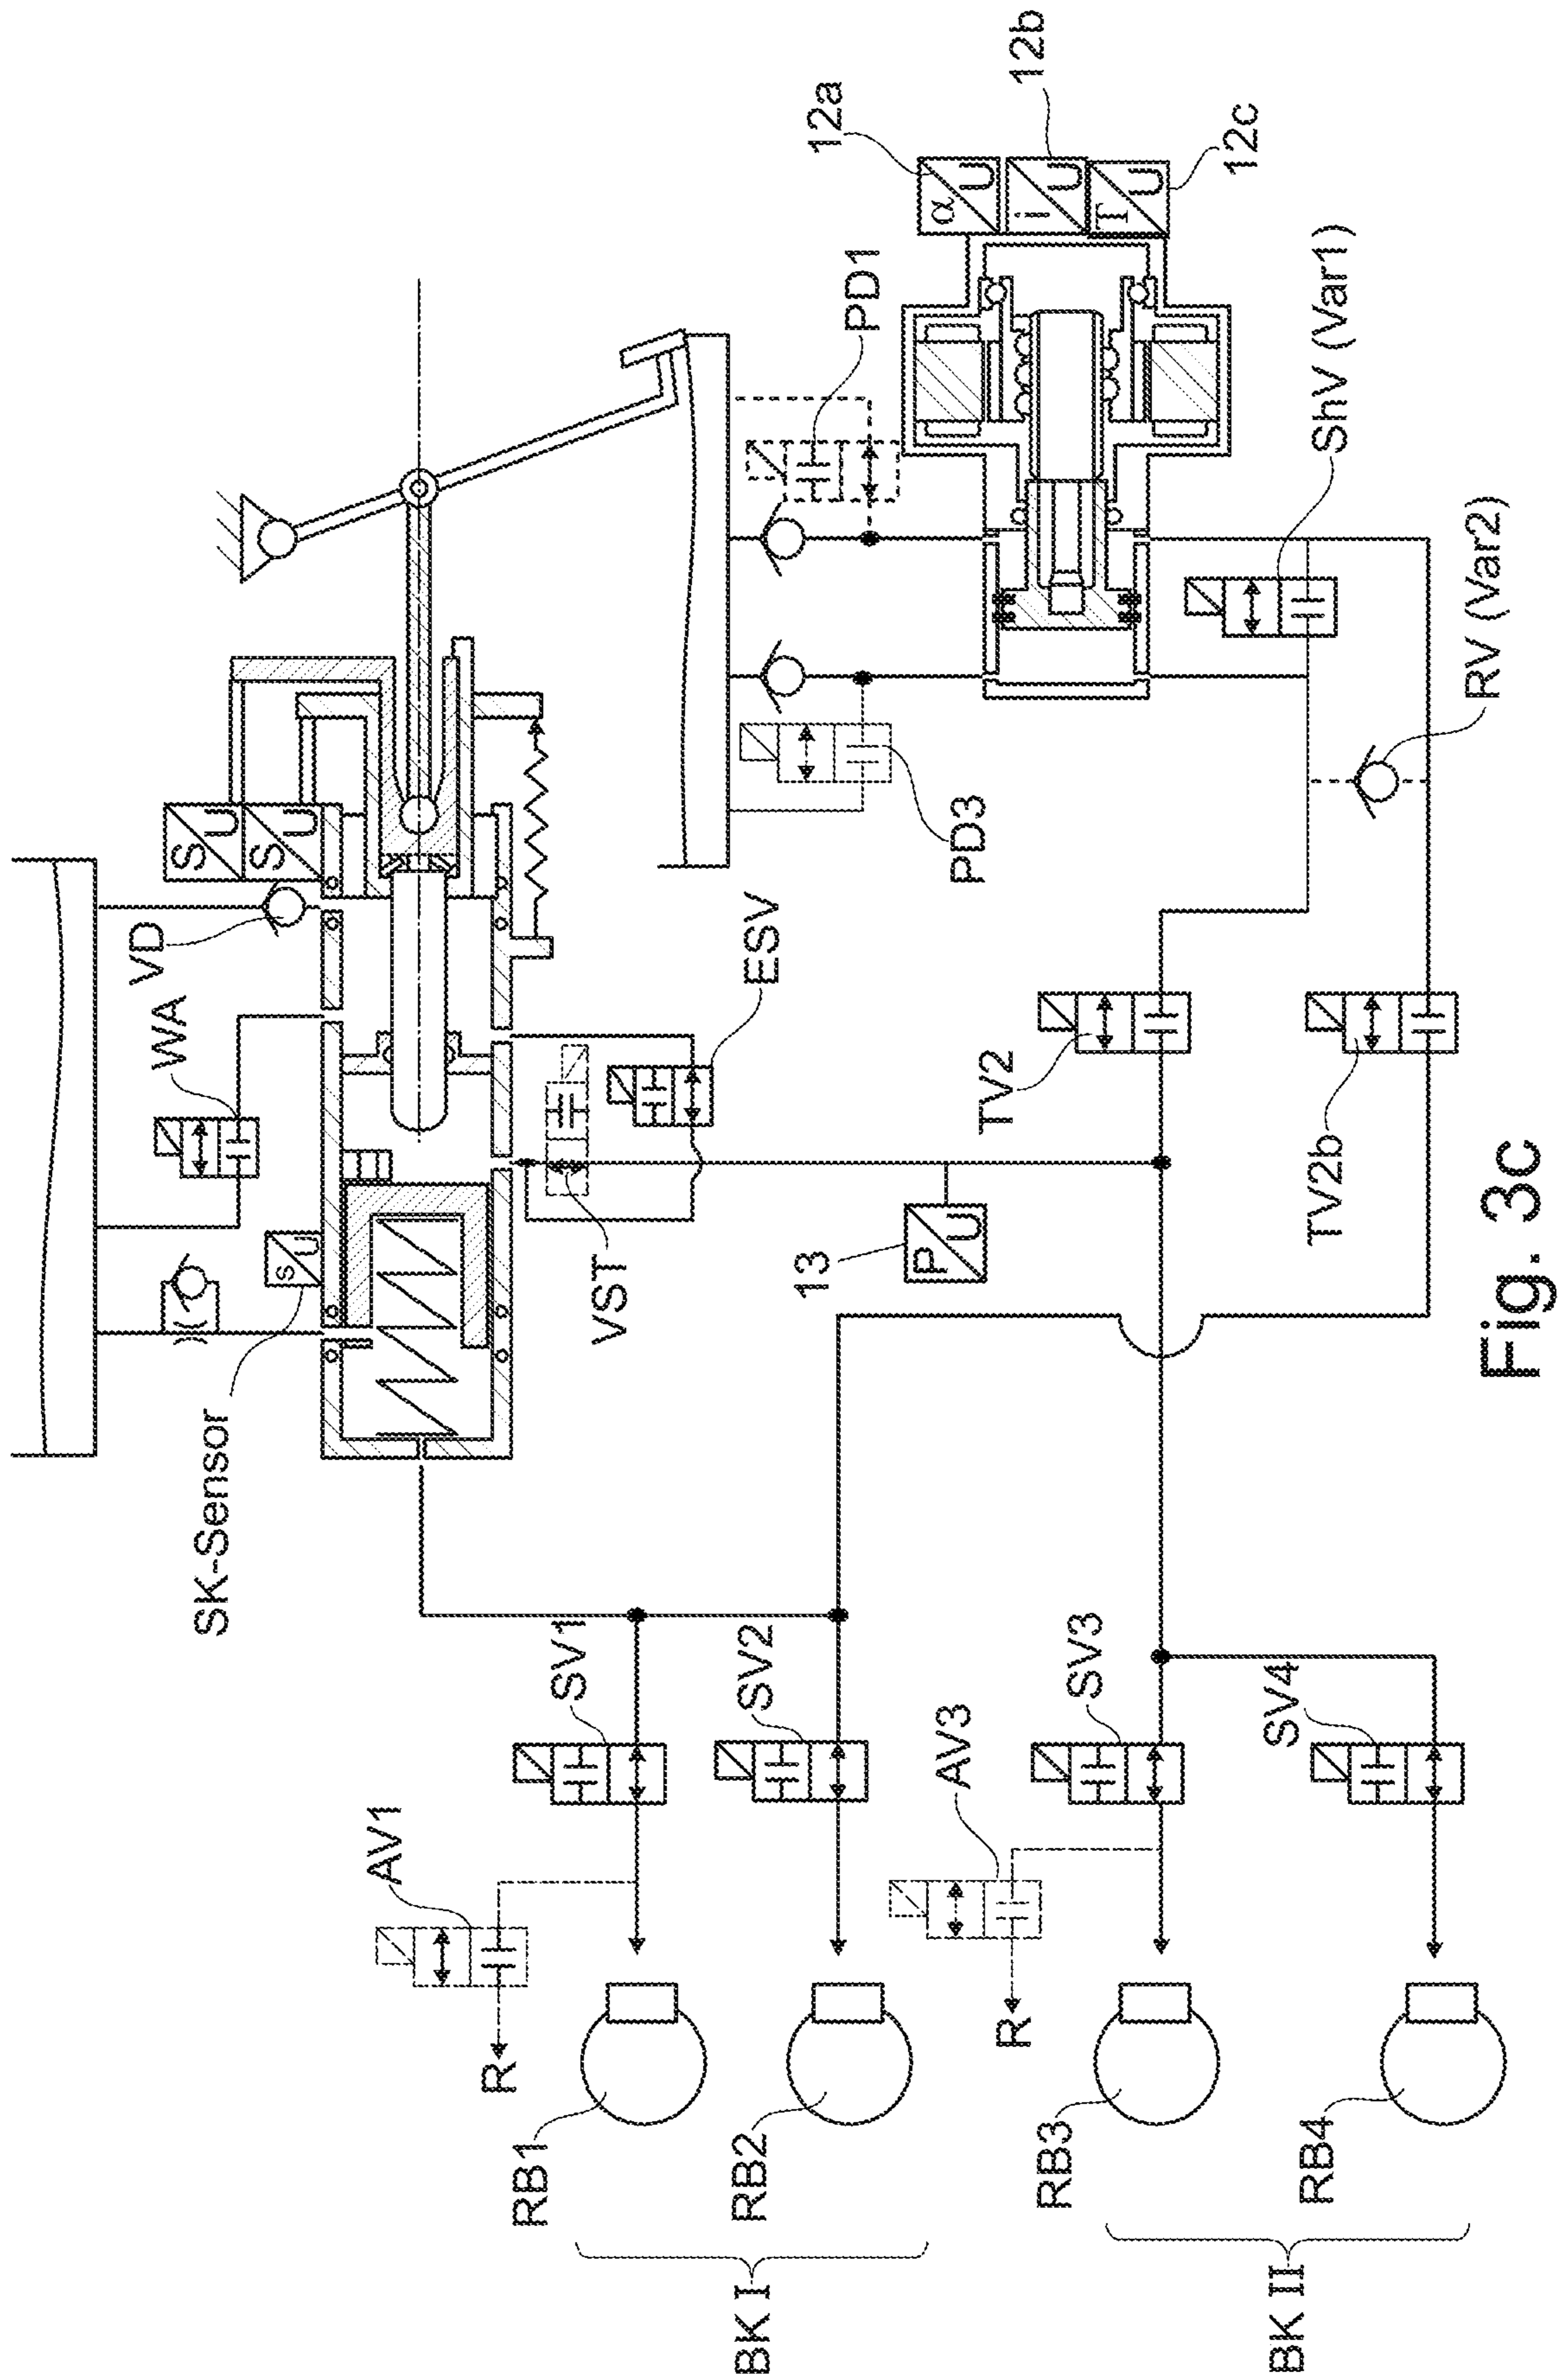 12a
12b
12c
α
U
i
U
T
U
PD1
ShV (Var1)
RV (Var2)
PD3
S
U
S
U
VD
WA
ESV
TV2
TV2b
VST
13
P
U
s
U
SK-Sensor
SV1
SV2
SV3
SV4
AV1
AV3
R
R
RB1
RB2
RB3
RB4
BK I
BK II
Fig. 3c